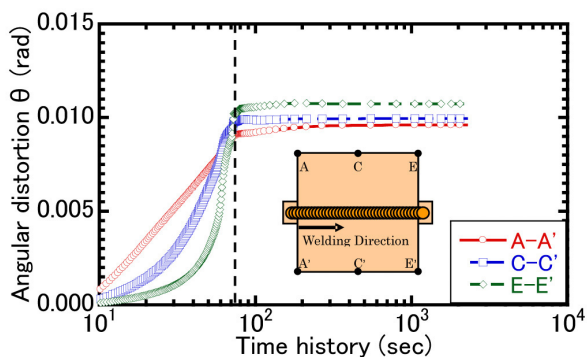 Angular distortion θ (rad)
0.015
0.010
0.005
0.000
10¹
10²
10³
10⁴
Time history (sec)
A C E
Welding Direction
A' C' E'
A-A'
C-C'
E-E'